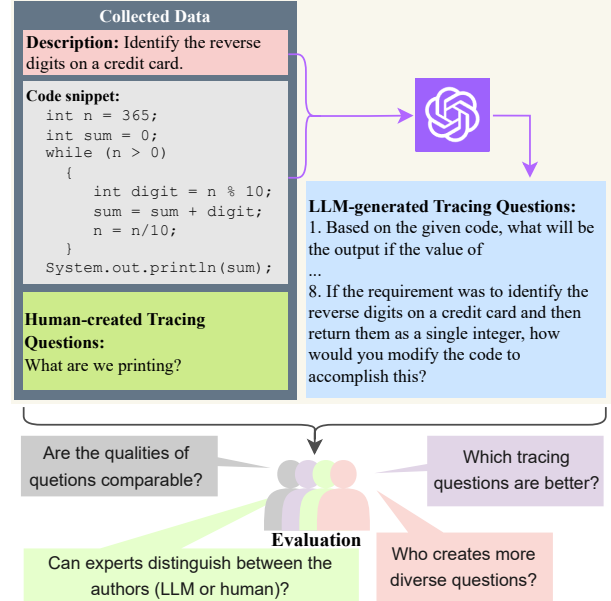 Collected Data
Description: Identify the reverse
digits on a credit card.
Code snippet:
int n = 365;
int sum = 0;
while (n > 0)
{
int digit = n % 10;
sum = sum + digit;
n = n/10;
}
System.out.println(sum);
Human-created Tracing
Questions:
What are we printing?
LLM-generated Tracing Questions:
1. Based on the given code, what will be
the output if the value of
...
8. If the requirement was to identify the
reverse digits on a credit card and then
return them as a single integer, how
would you modify the code to
accomplish this?
Are the qualities of
quetions comparable?
Which tracing
questions are better?
Evaluation
Can experts distinguish between the
authors (LLM or human)?
Who creates more
diverse questions?